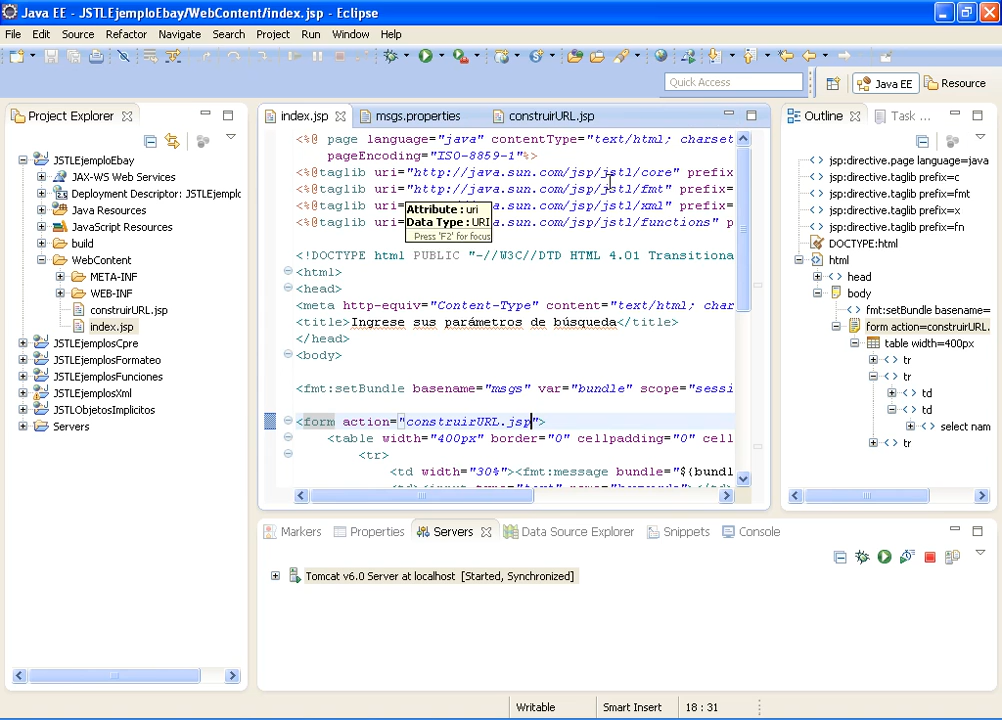 Java EE - JSTLEjemploEbay/WebContent/index.jsp - Eclipse
File Edit Source Refactor Navigate Search Project Run Window Help
Quick Access
Java EE
Resource
Project Explorer
JSTLEjemploEbay
JAX-WS Web Services
Deployment Descriptor: JSTLEjemplo
Java Resources
JavaScript Resources
build
WebContent
META-INF
WEB-INF
construirURL.jsp
index.jsp
JSTLEjemplosCpre
JSTLEjemplosFormateo
JSTLEjemplosFunciones
JSTLEjemplosXml
JSTLObjetosImplicitos
Servers
index.jsp
msgs.properties
construirURL.jsp
<%@ page language="java" contentType="text/html; charset
pageEncoding="ISO-8859-1"%>
<%@taglib uri="http://java.sun.com/jsp/jstl/core" prefix
<%@taglib uri="http://java.sun.com/jsp/jstl/fmt" prefix=
<%@taglib uri="http://java.sun.com/jsp/jstl/xml" prefix=
<%@taglib uri="http://java.sun.com/jsp/jstl/functions" p
Attribute : uri
Data Type : URI
Press 'F2' for focus
<!DOCTYPE html PUBLIC "-//W3C//DTD HTML 4.01 Transitiona
<html>
<head>
<meta http-equiv="Content-Type" content="text/html; char
<title>Ingrese sus parámetros de búsqueda</title>
</head>
<body>
<fmt:setBundle basename="msgs" var="bundle" scope="sessi
<form action="construirURL.jsp">
<table width="400px" border="0" cellpadding="0" cell
<tr>
<td width="30%"><fmt:message bundle="${bundl
Outline
Task ...
jsp:directive.page language=java
jsp:directive.taglib prefix=c
jsp:directive.taglib prefix=fmt
jsp:directive.taglib prefix=x
jsp:directive.taglib prefix=fn
DOCTYPE:html
html
head
body
fmt:setBundle basename=
form action=construirURL.
table width=400px
tr
tr
td
td
select nam
tr
Markers
Properties
Servers
Data Source Explorer
Snippets
Console
Tomcat v6.0 Server at localhost [Started, Synchronized]
Writable
Smart Insert
18 : 31